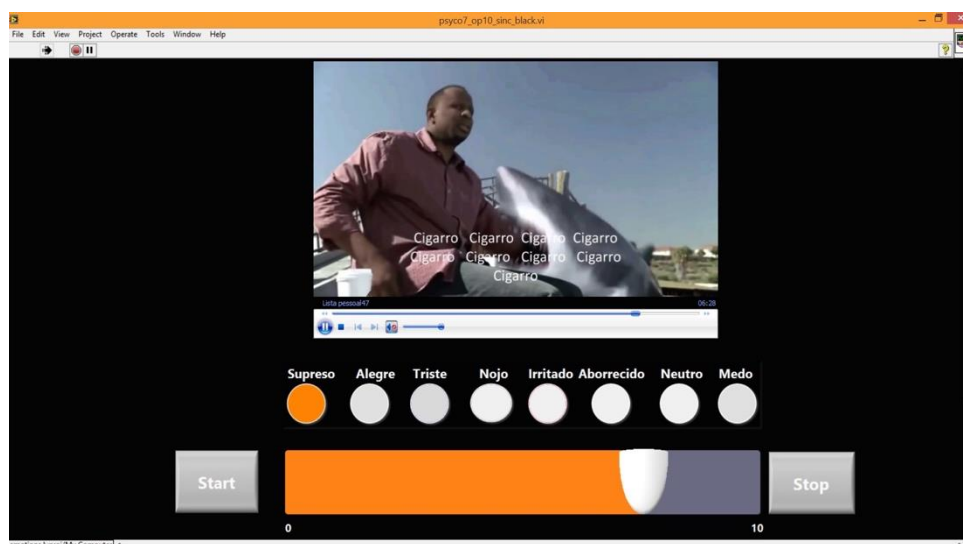 psyco7_op10_sinc_black.vi
File Edit View Project Operate Tools Window Help
Cigarro Cigarro Cigarro Cigarro
Cigarro Cigarro Cigarro Cigarro
Cigarro
Lista pessoal47 06:28
Supreso Alegre Triste Nojo Irritado Aborrecido Neutro Medo
Start
Stop
0 10